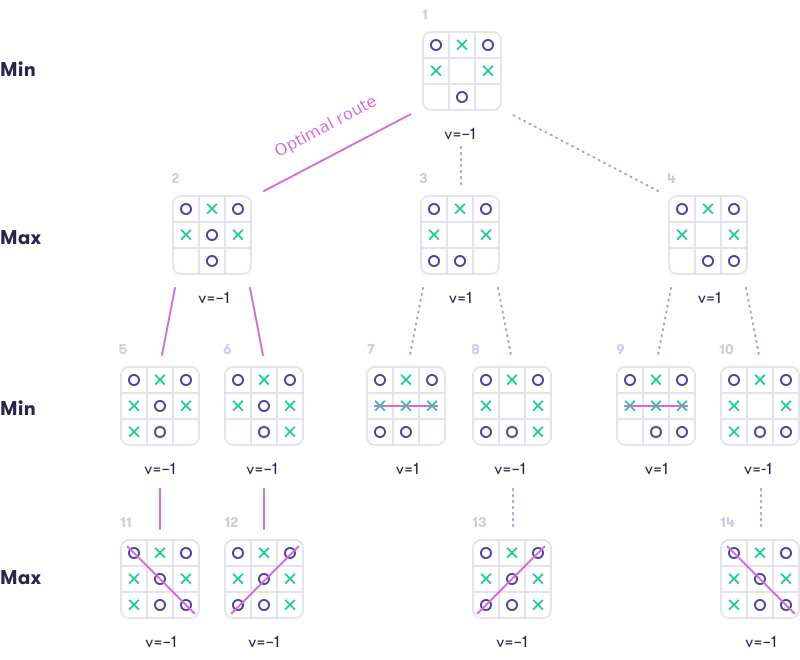 1
Min
Optimal route
v=−1
2 3 4
Max
v=−1 v=1 v=1
5 6 7 8 9 10
Min
v=−1 v=−1 v=1 v=−1 v=1 v=-1
11 12 13 14
Max
v=−1 v=−1 v=−1 v=−1